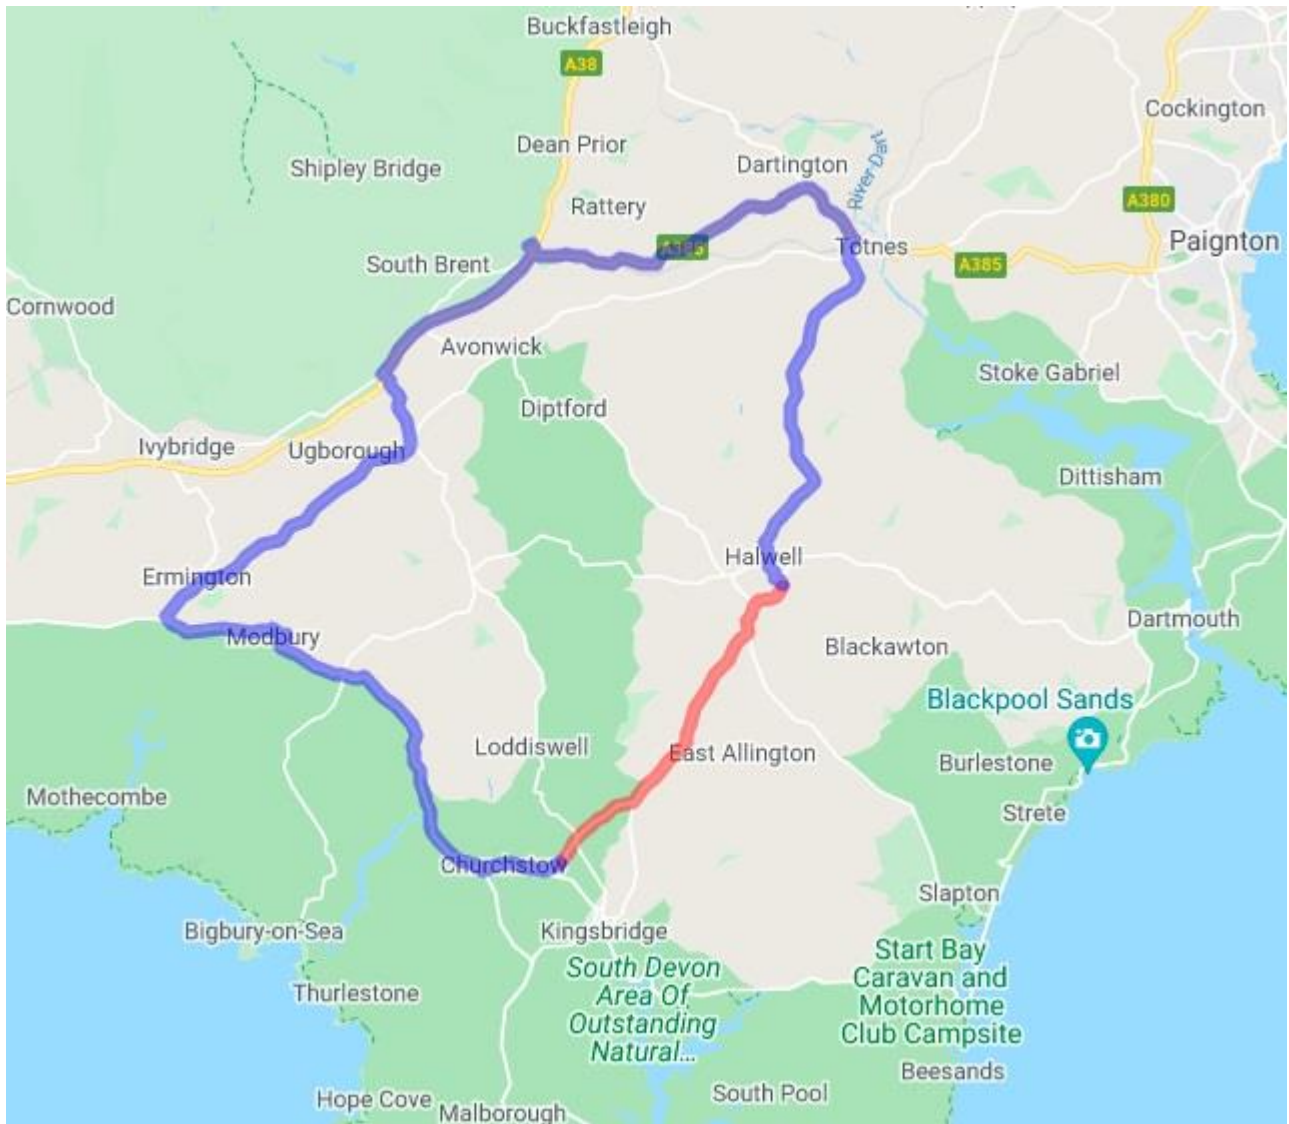 Buckfastleigh
A38
Cockington
Dean Prior
Dartington
Shipley Bridge
River Dart
Rattery
A380
A385
Totnes
Paignton
South Brent
A385
Cornwood
Avonwick
Stoke Gabriel
Diptford
Ivybridge
Ugborough
Dittisham
Halwell
Ermington
Dartmouth
Modbury
Blackawton
Blackpool Sands
Loddiswell
East Allington
Burlestone
Mothecombe
Strete
Churchstow
Slapton
Bigbury-on-Sea
Kingsbridge
Start Bay
Caravan and
Motorhome
Club Campsite
South Devon
Area Of
Outstanding
Natural...
Thurlestone
Beesands
Hope Cove
South Pool
Malborough